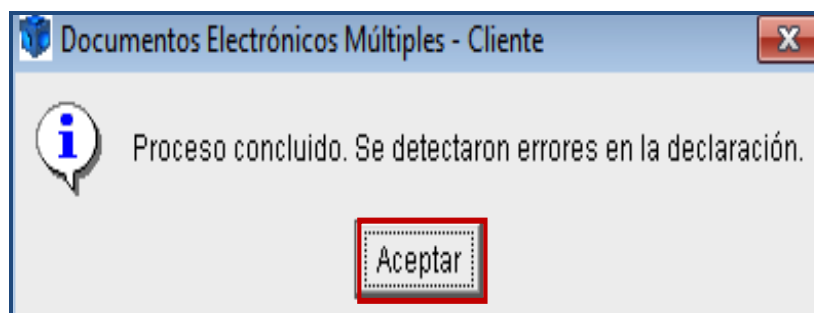 Documentos Electrónicos Múltiples - Cliente
Proceso concluido. Se detectaron errores en la declaración.
Aceptar